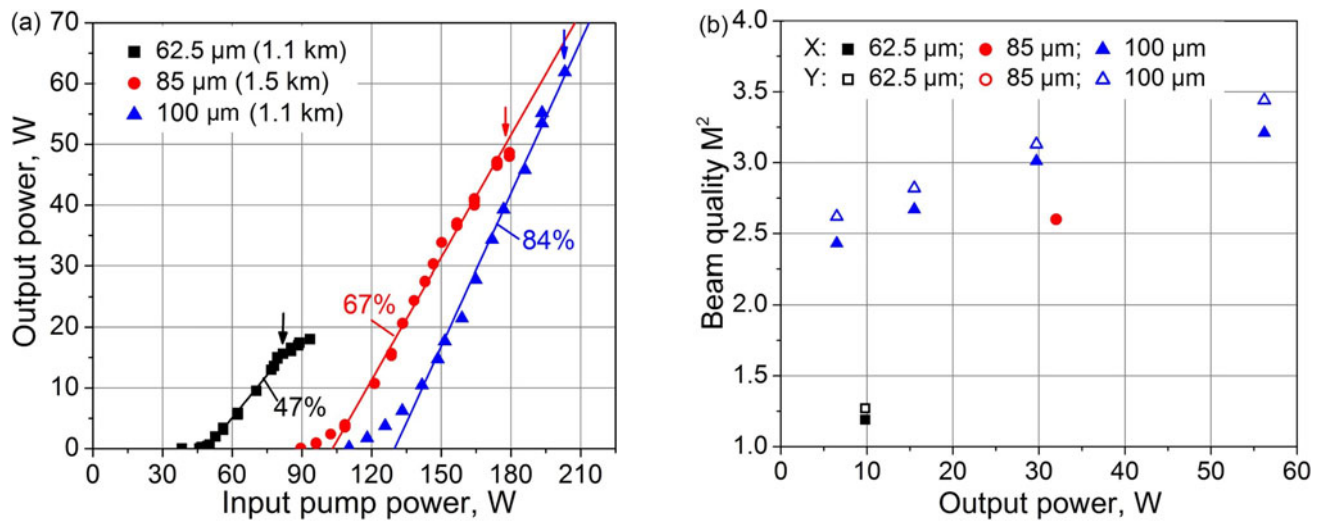 (a)
70
60
50
40
30
20
10
0
Output power, W
62.5 µm (1.1 km)
85 µm (1.5 km)
100 µm (1.1 km)
47%
67%
84%
0 30 60 90 120 150 180 210
Input pump power, W
(b)
4.0
3.5
3.0
2.5
2.0
1.5
1.0
Beam quality M²
X: 62.5 µm; 85 µm; 100 µm
Y: 62.5 µm; 85 µm; 100 µm
0 10 20 30 40 50 60
Output power, W